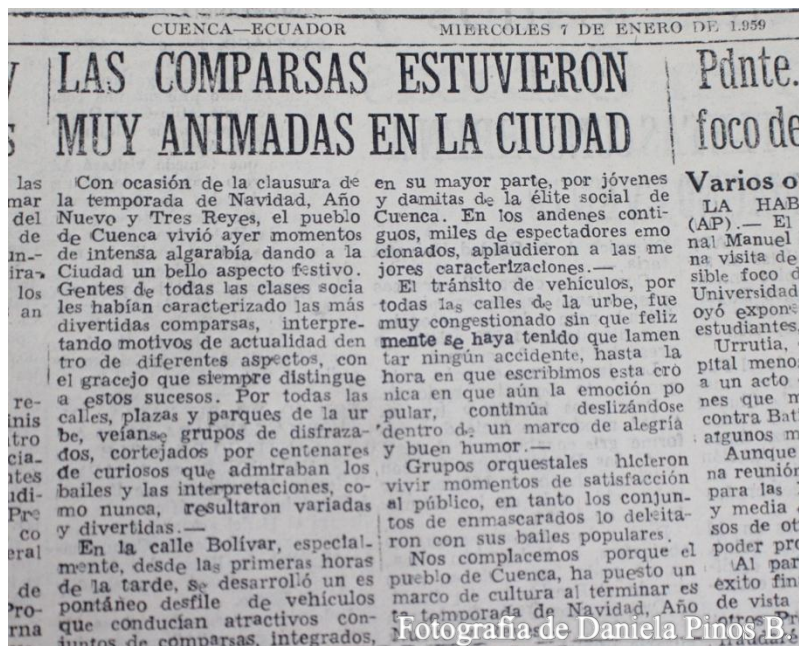 CUENCA—ECUADOR
MIERCOLES 7 DE ENERO DE 1.959
LAS COMPARSAS ESTUVIERON
MUY ANIMADAS EN LA CIUDAD
Con ocasión de la clausura de
la temporada de Navidad, Año
Nuevo y Tres Reyes, el pueblo
de Cuenca vivió ayer momentos
de intensa algarabía dando a la
Ciudad un bello aspecto festivo.
Gentes de todas las clases socia
les habían caracterizado las más
divertidas comparsas, interpre-
tando motivos de actualidad den
tro de diferentes aspectos, con
el gracejo que siempre distingue
a estos sucesos. Por todas las
calles, plazas y parques de la ur
be, veíanse grupos de disfraza-
dos, cortejados por centenares
de curiosos que admiraban los
bailes y las interpretaciones, co-
mo nunca, resultaron variadas
y divertidas.—
En la calle Bolívar, especial-
mente, desde las primeras horas
de la tarde, se desarrolló un es
pontáneo desfile de vehículos
que conducían atractivos con-
juntos de comparsas, integrados,
en su mayor parte, por jóvenes
y damitas de la élite social de
Cuenca. En los andenes conti-
guos, miles de espectadores emo
cionados, aplaudieron a las me
jores caracterizaciones.—
El tránsito de vehículos, por
todas las calles de la urbe, fue
muy congestionado sin que feliz
mente se haya tenido que lamen
tar ningún accidente, hasta la
hora en que escribimos esta cró
nica en que aún la emoción po
pular, continúa deslizándose
dentro de un marco de alegría
y buen humor.—
Grupos orquestales hicieron
vivir momentos de satisfacción
al público, en tanto los conjun-
tos de enmascarados lo deleita-
ron con sus bailes populares.
Nos complacemos porque el
pueblo de Cuenca, ha puesto un
marco de cultura al terminar es
ta temporada de Navidad, Año
Pdnte.
foco de
Varios o
LA HAB
(AP).— El
nal Manuel
na visita de
sible foco d
Universidad
oyó expon
estudiantes,
Urrutia,
pital meno
a un acto
nes que m
contra Bat
algunos m
Aunque
na reunión
para las
y media
sos de ot
poder pro
Al par
éxito fin
de vista
otros Pr
Fotografía de Daniela Pinos B.